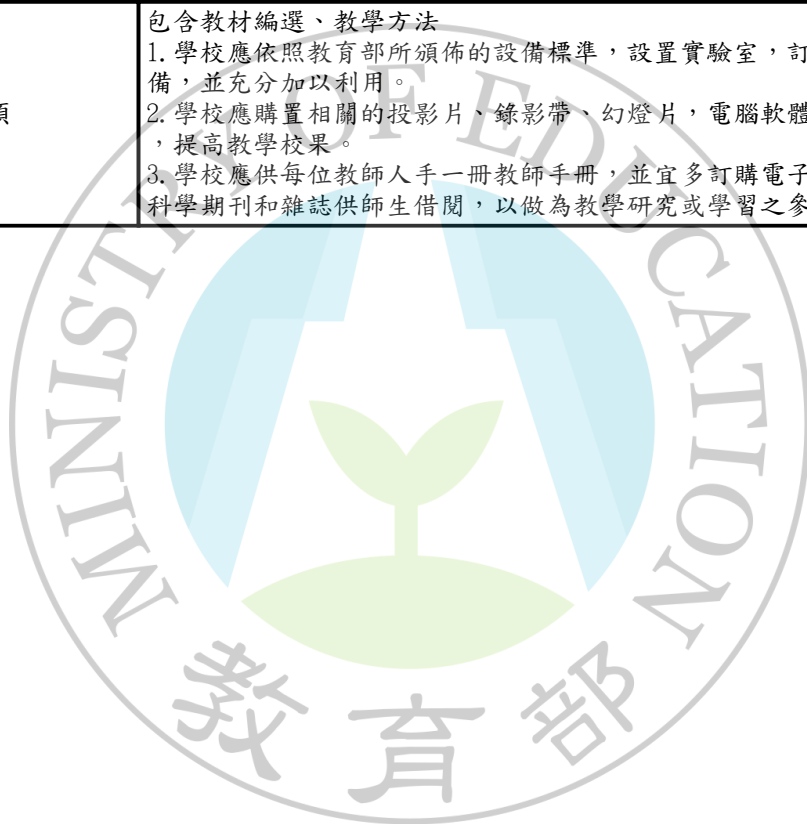 包含教材編選、教學方法
1.學校應依照教育部所頒佈的設備標準，設置實驗室，訂
備，並充分加以利用。
項
2.學校應購置相關的投影片、錄影帶、幻燈片，電腦軟體
，提高教學校果。
3.學校應供每位教師人手一冊教師手冊，並宜多訂購電子
科學期刊和雜誌供師生借閱，以做為教學研究或學習之參
MINISTRY OF EDUCATION
教育部